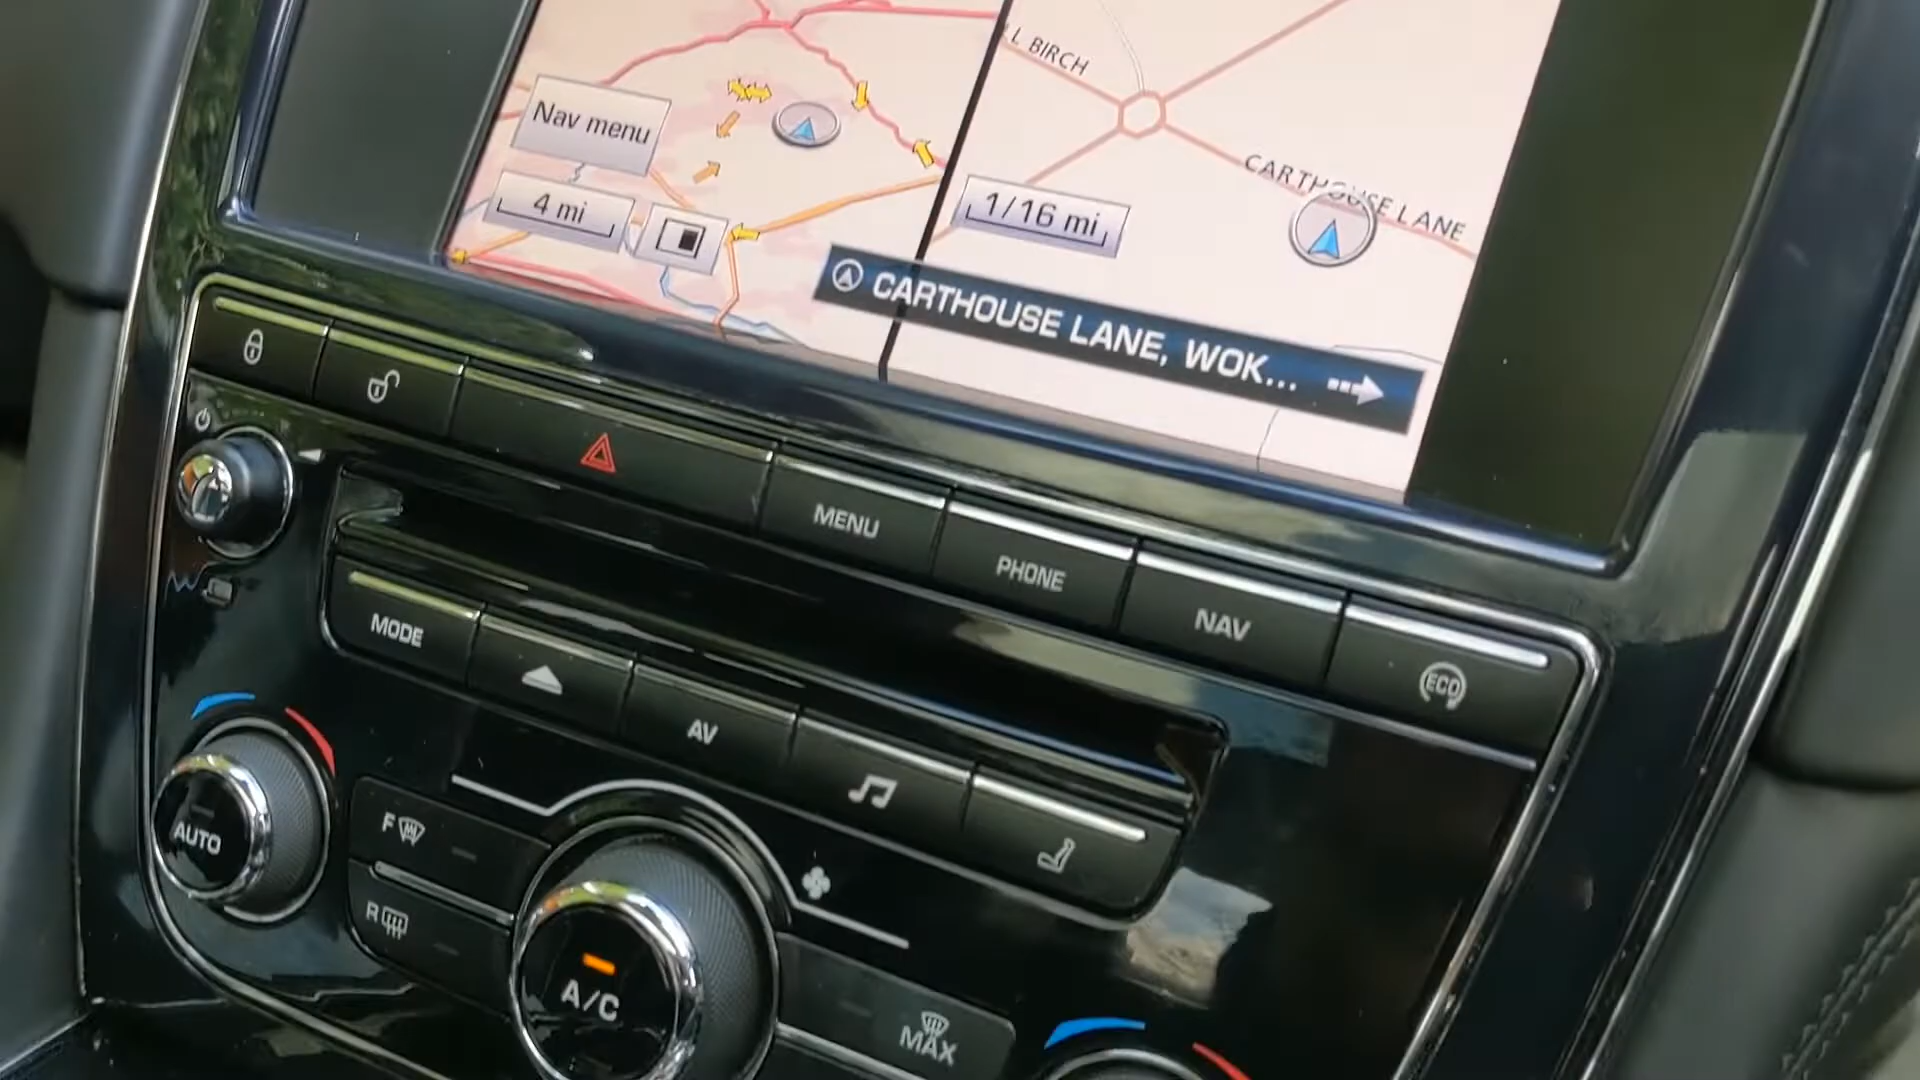 LL BIRCH
Nav menu
CARTHOUSE LANE
4 mi
1/16 mi
CARTHOUSE LANE, WOK...
MENU
PHONE
NAV
ECO
MODE
AV
AUTO
F
R
A/C
MAX